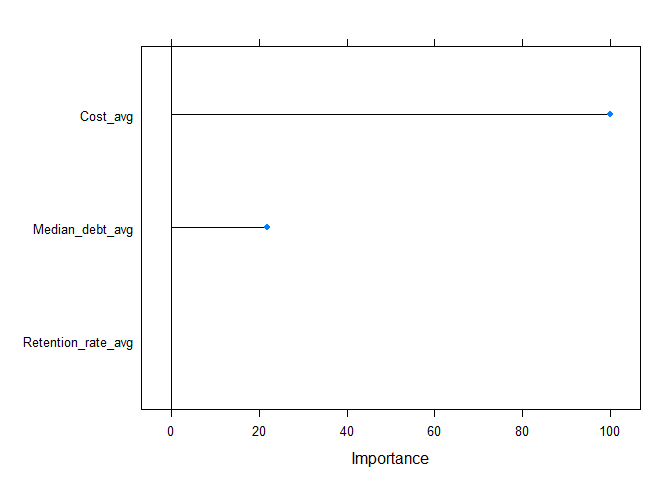 Cost_avg
Median_debt_avg
Retention_rate_avg
0 20 40 60 80 100
Importance